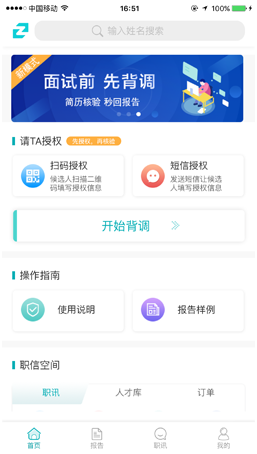 中国移动
16:51
100%
输入姓名搜索
新模式
面试前 先背调
简历核验 秒回报告
请TA授权
先授权,再核验
扫码授权
候选人扫描二维
码填写授权信息
短信授权
发送短信让候选
人填写授权信息
开始背调
操作指南
使用说明
报告样例
职信空间
职讯
人才库
订单
首页
报告
职讯
我的